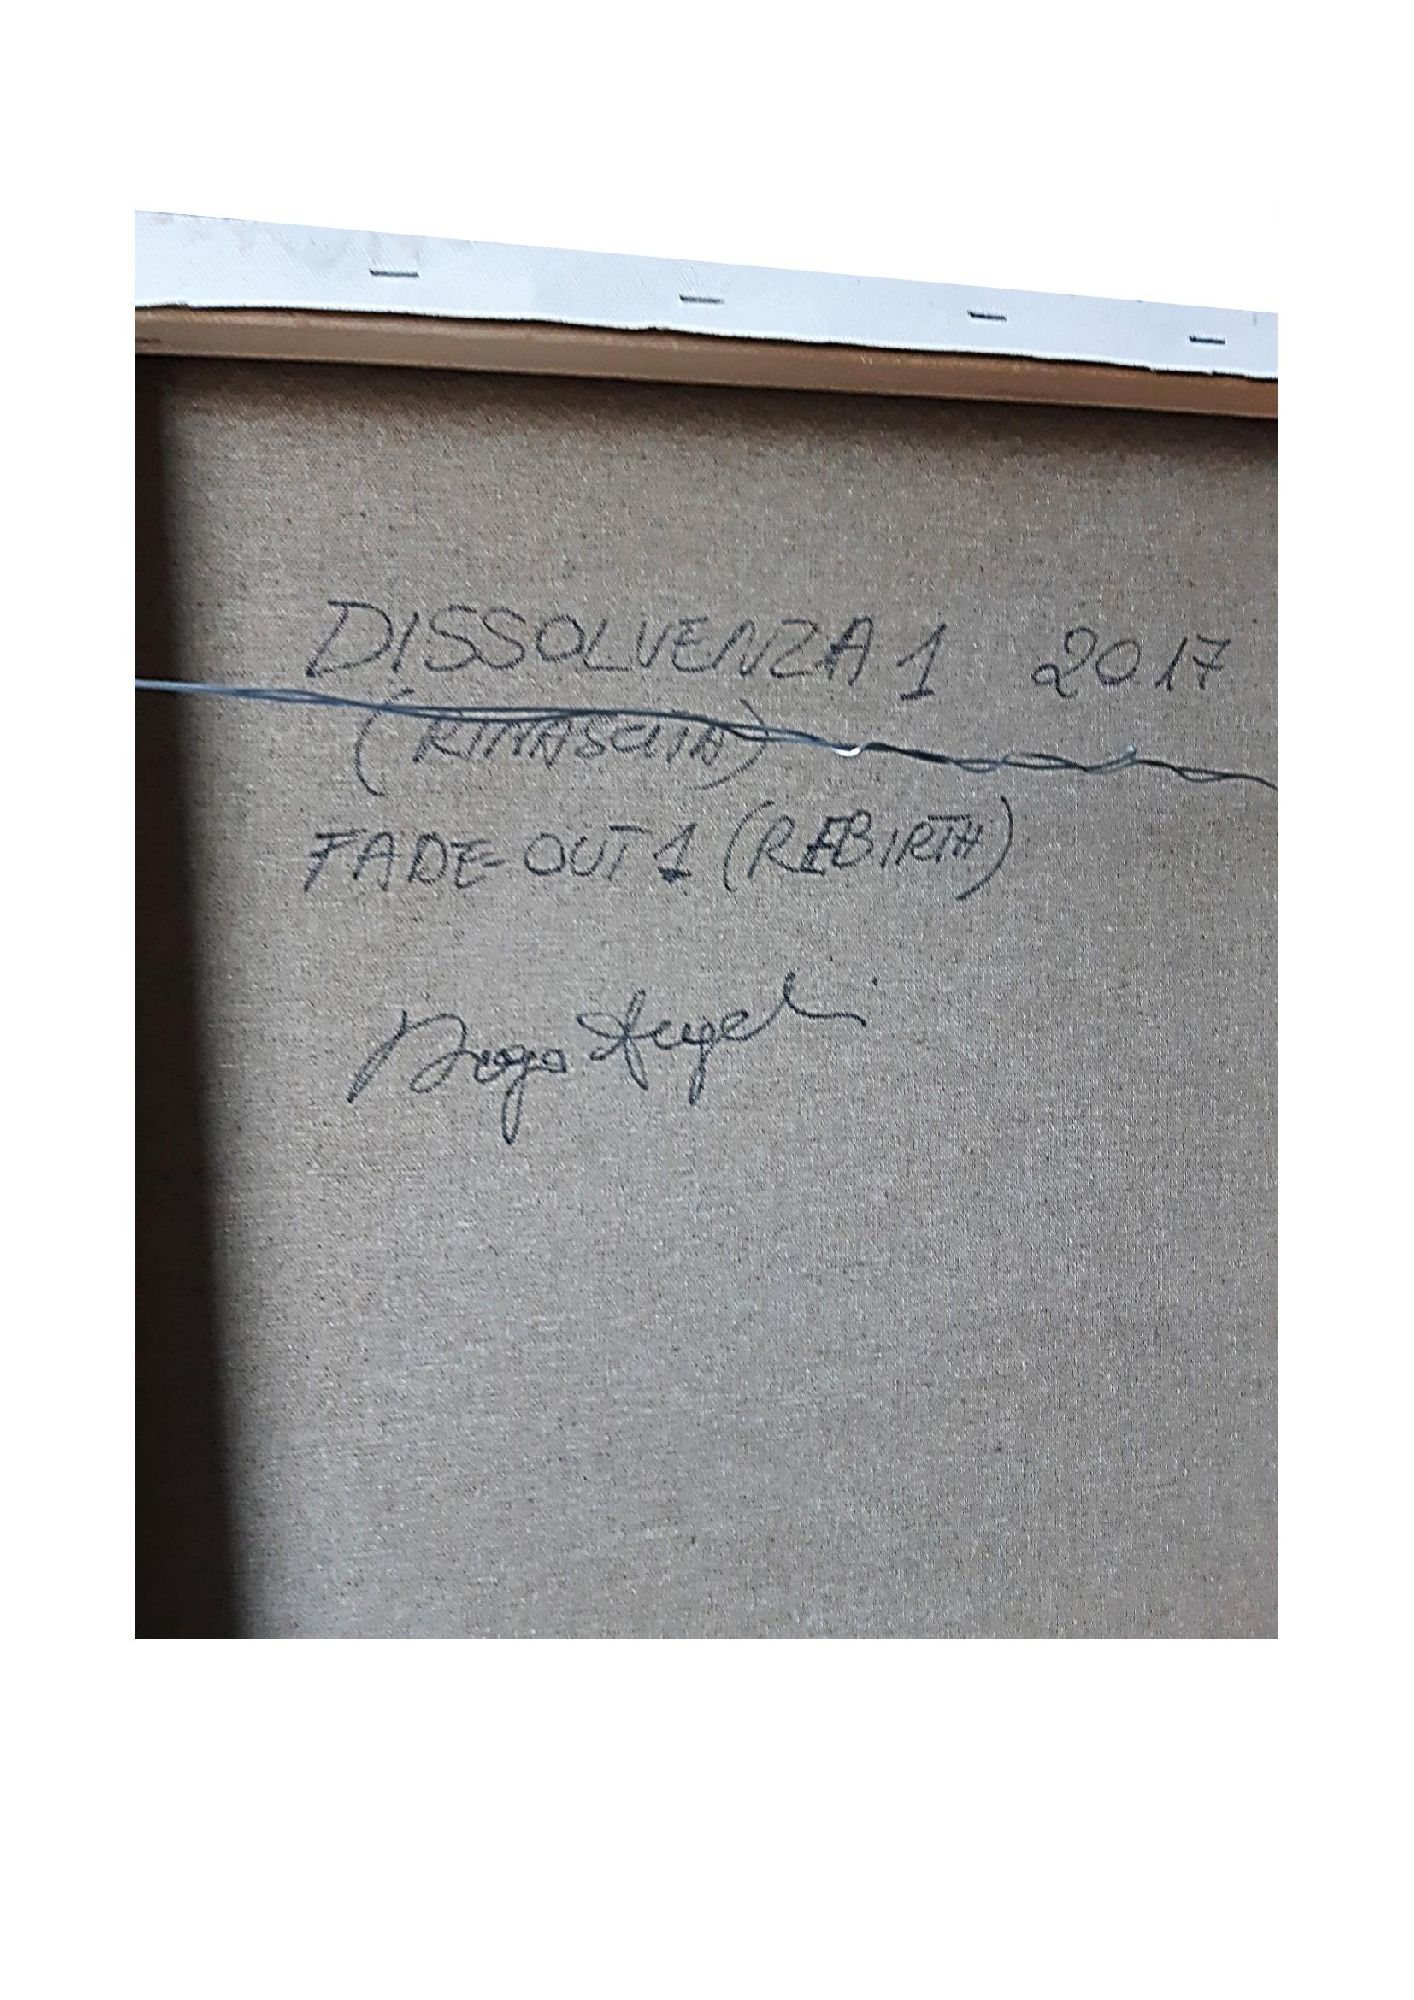 DISSOLVENZA 1 2017
(RINASCITA)
FADE-OUT 1 (REBIRTH)